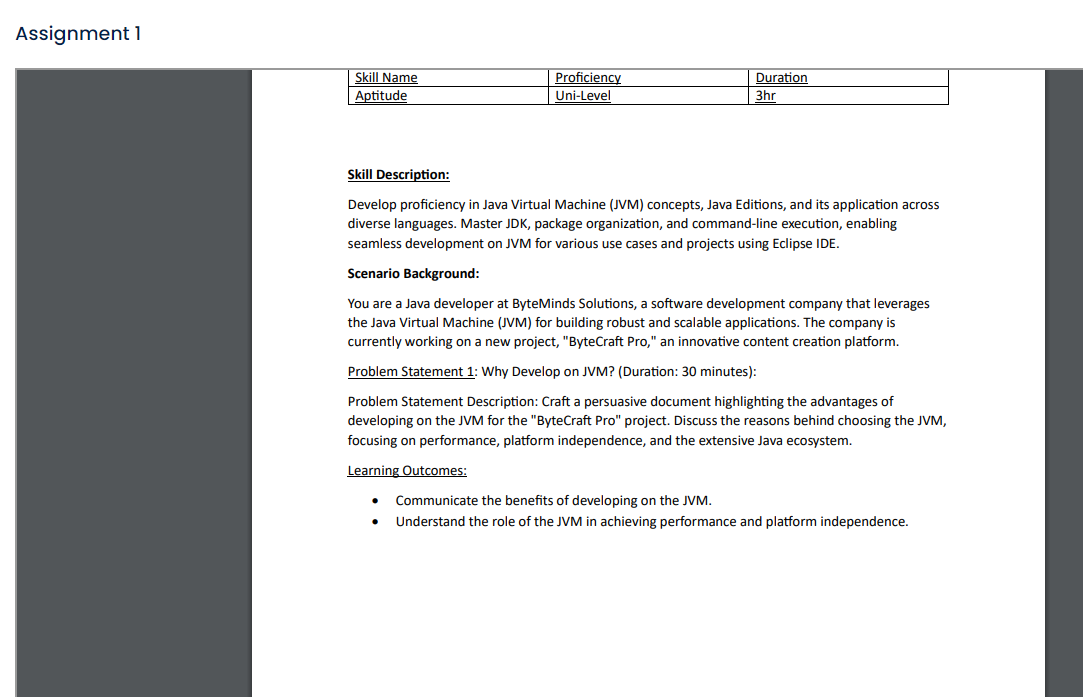 Assignment 1
Skill Name Proficiency Duration
Aptitude Uni-Level 3hr
Skill Description:
Develop proficiency in Java Virtual Machine (JVM) concepts, Java Editions, and its application across
diverse languages. Master JDK, package organization, and command-line execution, enabling
seamless development on JVM for various use cases and projects using Eclipse IDE.
Scenario Background:
You are a Java developer at ByteMinds Solutions, a software development company that leverages
the Java Virtual Machine (JVM) for building robust and scalable applications. The company is
currently working on a new project, "ByteCraft Pro," an innovative content creation platform.
Problem Statement 1: Why Develop on JVM? (Duration: 30 minutes):
Problem Statement Description: Craft a persuasive document highlighting the advantages of
developing on the JVM for the "ByteCraft Pro" project. Discuss the reasons behind choosing the JVM,
focusing on performance, platform independence, and the extensive Java ecosystem.
Learning Outcomes:
• Communicate the benefits of developing on the JVM.
• Understand the role of the JVM in achieving performance and platform independence.